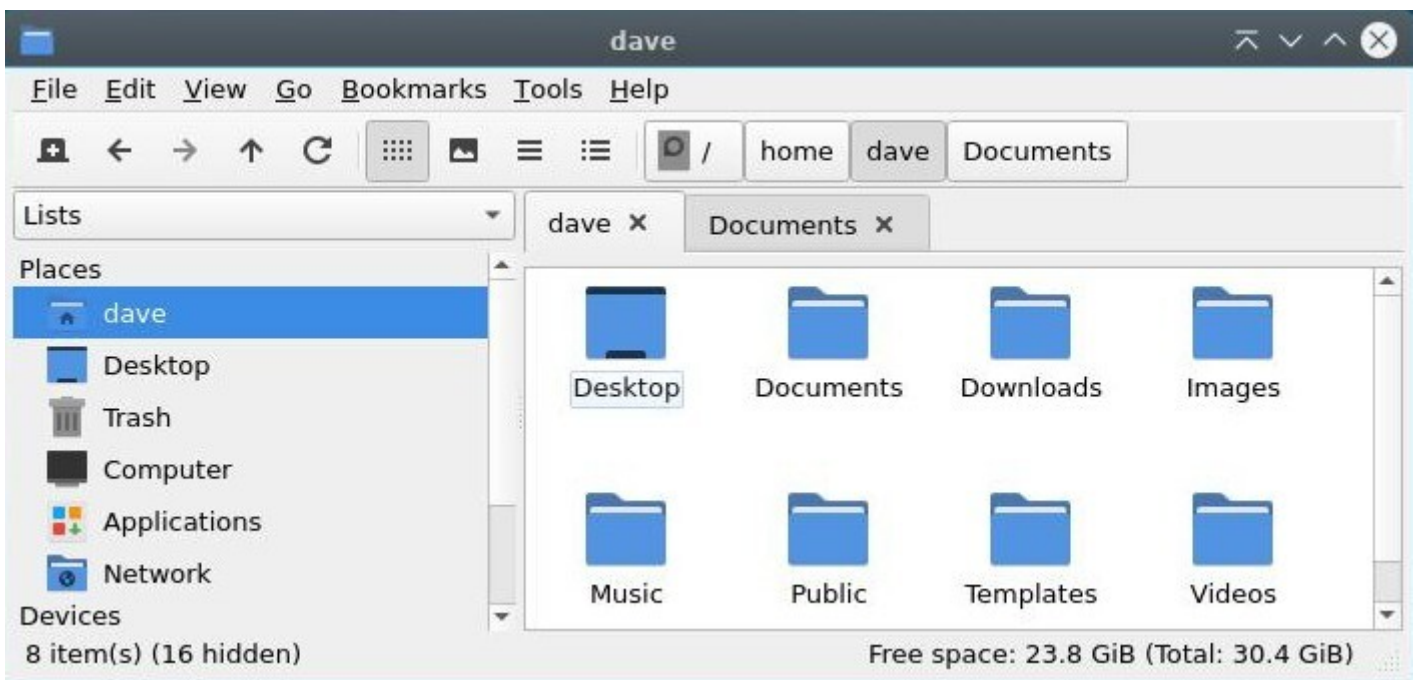 dave
File Edit View Go Bookmarks Tools Help
/ home dave Documents
Lists
dave Documents
Places
dave
Desktop
Trash
Computer
Applications
Network
Devices
Desktop Documents Downloads Images
Music Public Templates Videos
8 item(s) (16 hidden) Free space: 23.8 GiB (Total: 30.4 GiB)